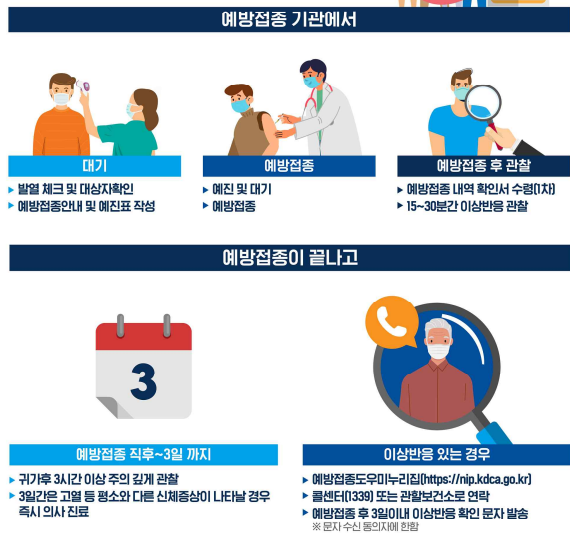 예방접종 기관에서
대기
▶ 발열 체크 및 대상자확인
▶ 예방접종안내 및 예진표 작성
예방접종
▶ 예진 및 대기
▶ 예방접종
예방접종 후 관찰
▶ 예방접종 내역 확인서 수령(1차)
▶ 15~30분간 이상반응 관찰
예방접종이 끝나고
3
예방접종 직후~3일 까지
▶ 귀가후 3시간 이상 주의 깊게 관찰
▶ 3일간은 고열 등 평소와 다른 신체증상이 나타날 경우
즉시 의사 진료
이상반응 있는 경우
▶ 예방접종도우미누리집(https://nip.kdca.go.kr)
▶ 콜센터(1339) 또는 관할보건소로 연락
▶ 예방접종 후 3일이내 이상반응 확인 문자 발송
※ 문자 수신 동의자에 한함